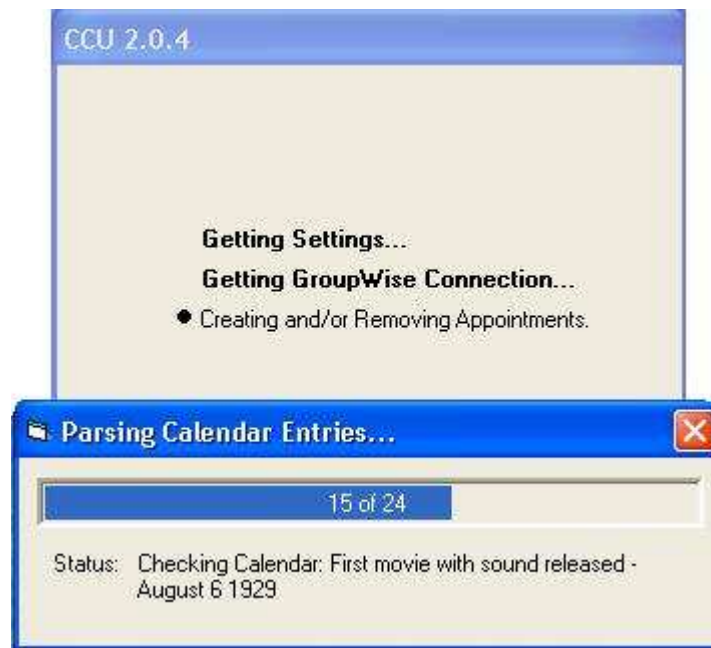 CCU 2.0.4
Getting Settings...
Getting GroupWise Connection...
Creating and/or Removing Appointments.
Parsing Calendar Entries...
15 of 24
Status: Checking Calendar: First movie with sound released -
August 6 1929